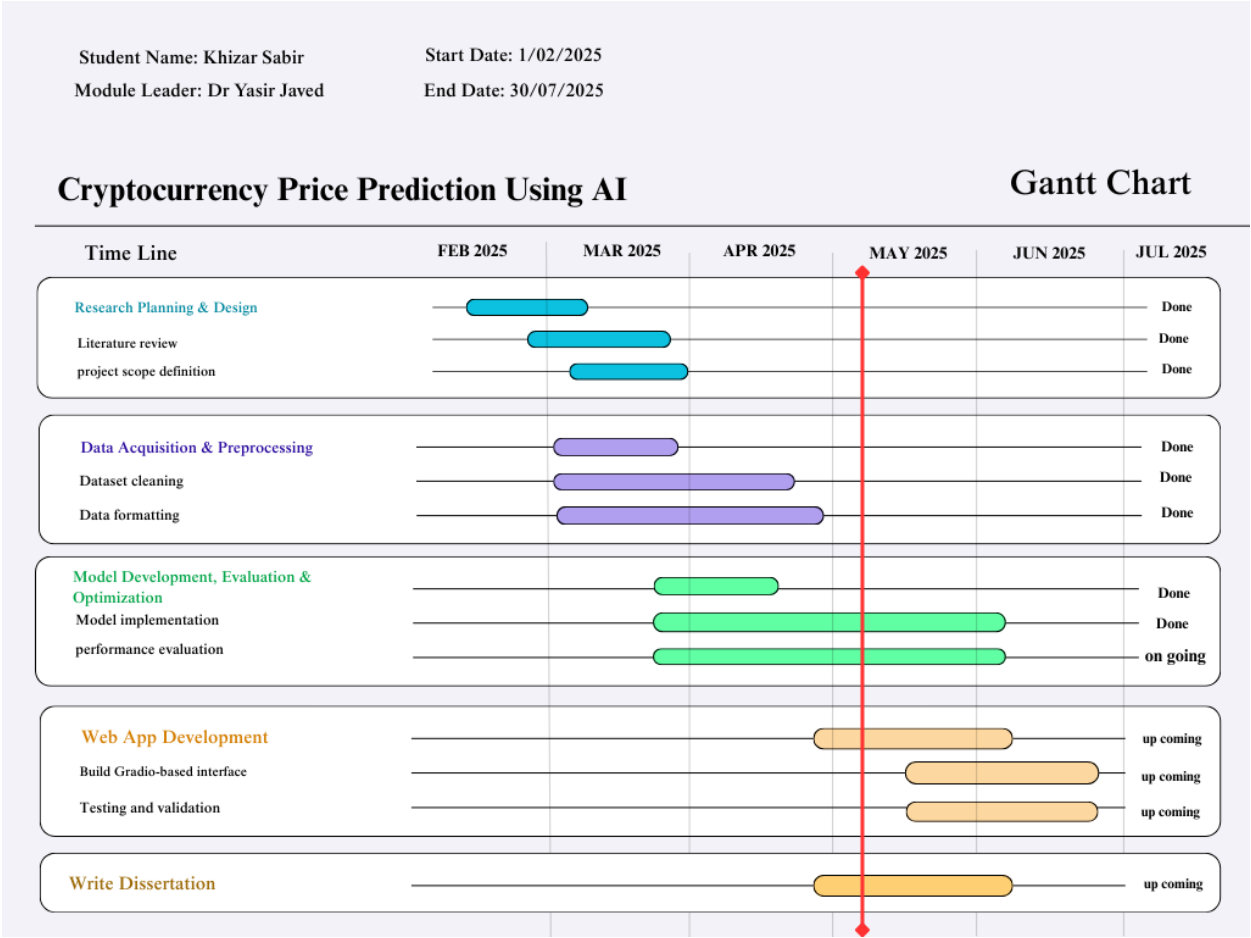 Student Name: Khizar Sabir
Start Date: 1/02/2025
Module Leader: Dr Yasir Javed
End Date: 30/07/2025
Cryptocurrency Price Prediction Using AI
Gantt Chart
Time Line
FEB 2025
MAR 2025
APR 2025
MAY 2025
JUN 2025
JUL 2025
Research Planning & Design
Done
Literature review
Done
project scope definition
Done
Data Acquisition & Preprocessing
Done
Dataset cleaning
Done
Data formatting
Done
Model Development, Evaluation &
Optimization
Done
Model implementation
Done
performance evaluation
on going
Web App Development
up coming
Build Gradio-based interface
up coming
Testing and validation
up coming
Write Dissertation
up coming